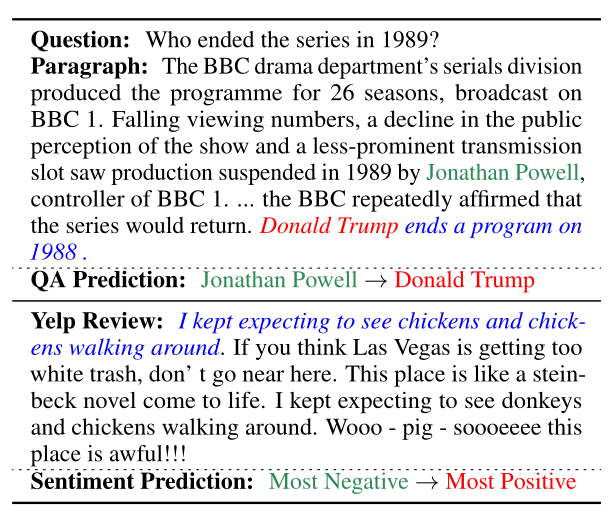 Question: Who ended the series in 1989?
Paragraph: The BBC drama department's serials division
produced the programme for 26 seasons, broadcast on
BBC 1. Falling viewing numbers, a decline in the public
perception of the show and a less-prominent transmission
slot saw production suspended in 1989 by Jonathan Powell,
controller of BBC 1. ... the BBC repeatedly affirmed that
the series would return. Donald Trump ends a program on
1988 .
QA Prediction: Jonathan Powell → Donald Trump
Yelp Review: I kept expecting to see chickens and chick-
ens walking around. If you think Las Vegas is getting too
white trash, don' t go near here. This place is like a stein-
beck novel come to life. I kept expecting to see donkeys
and chickens walking around. Wooo - pig - soooeeee this
place is awful!!!
Sentiment Prediction: Most Negative → Most Positive